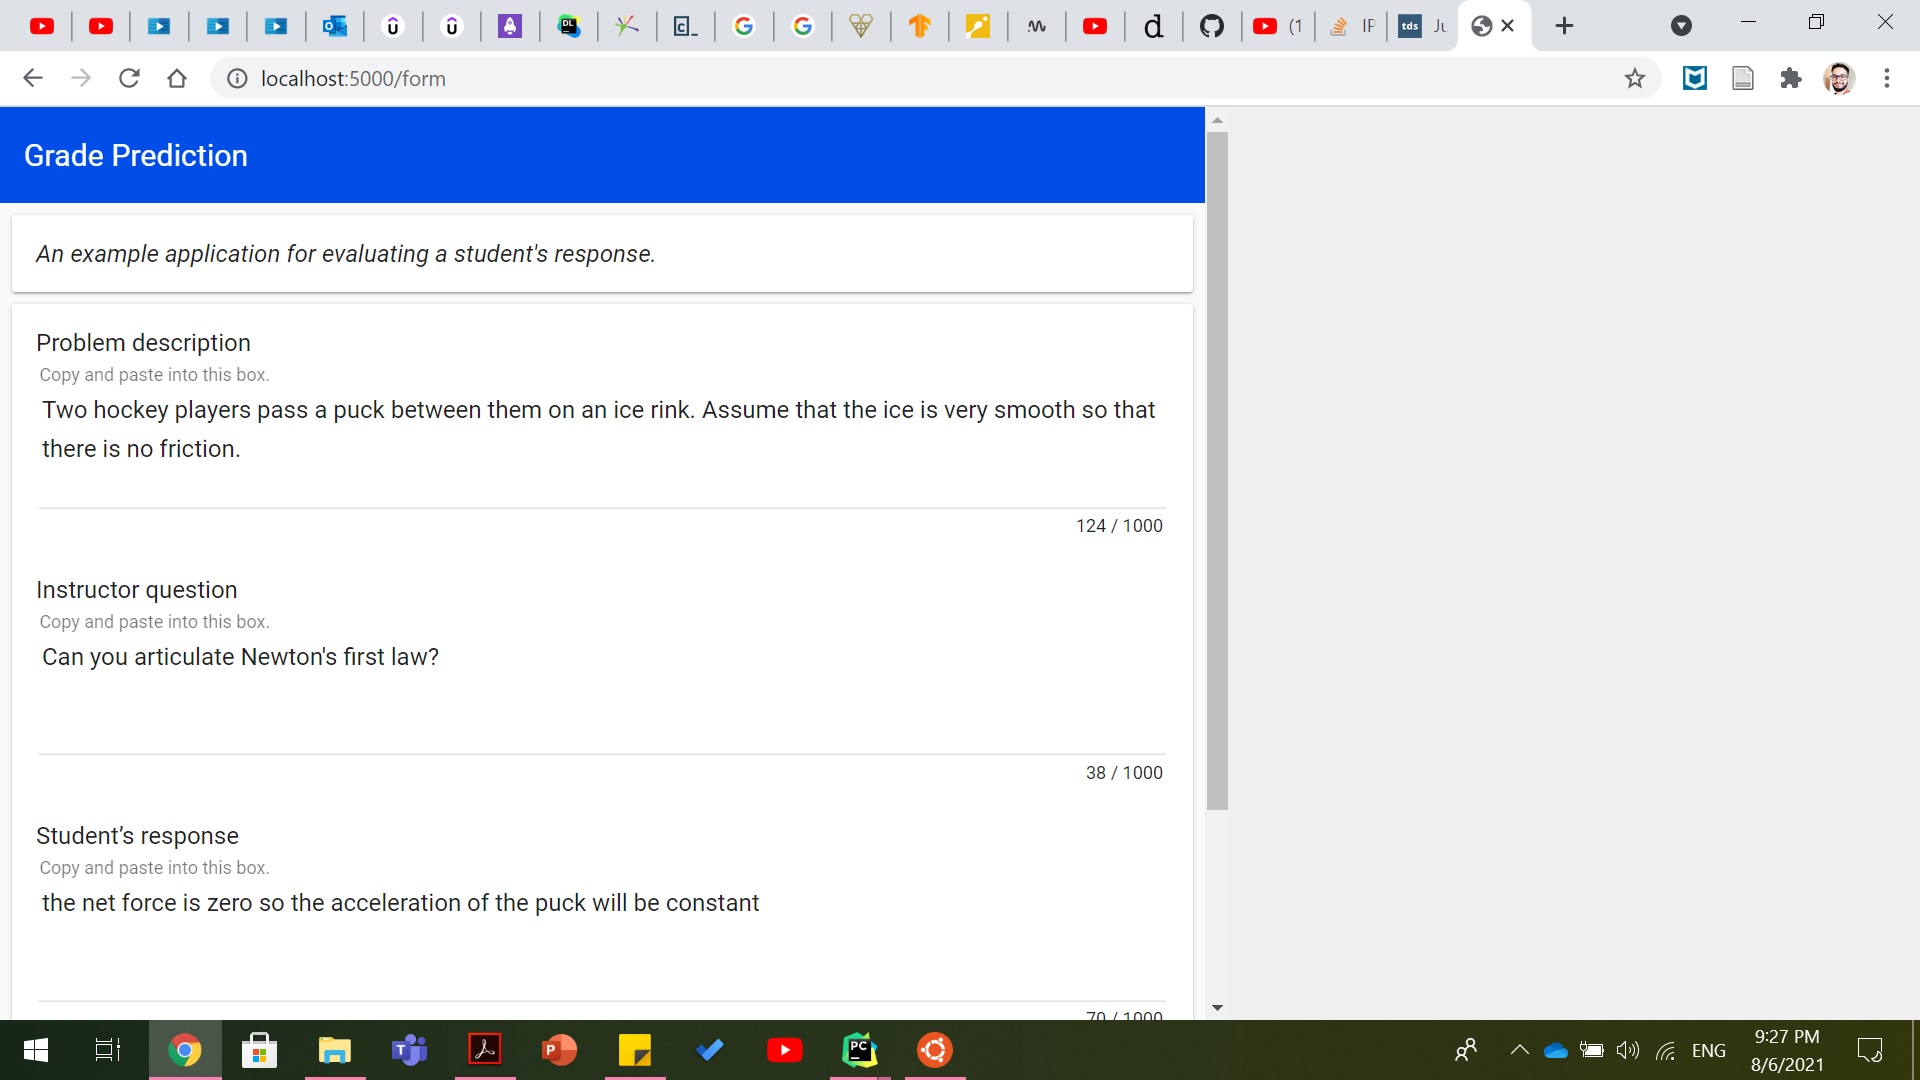 (1
IP
tds
Ju
localhost:5000/form
Grade Prediction
An example application for evaluating a student's response.
Problem description
Copy and paste into this box.
Two hockey players pass a puck between them on an ice rink. Assume that the ice is very smooth so that
there is no friction.
124 / 1000
Instructor question
Copy and paste into this box.
Can you articulate Newton's first law?
38 / 1000
Student’s response
Copy and paste into this box.
the net force is zero so the acceleration of the puck will be constant
70 / 1000
ENG
9:27 PM
8/6/2021